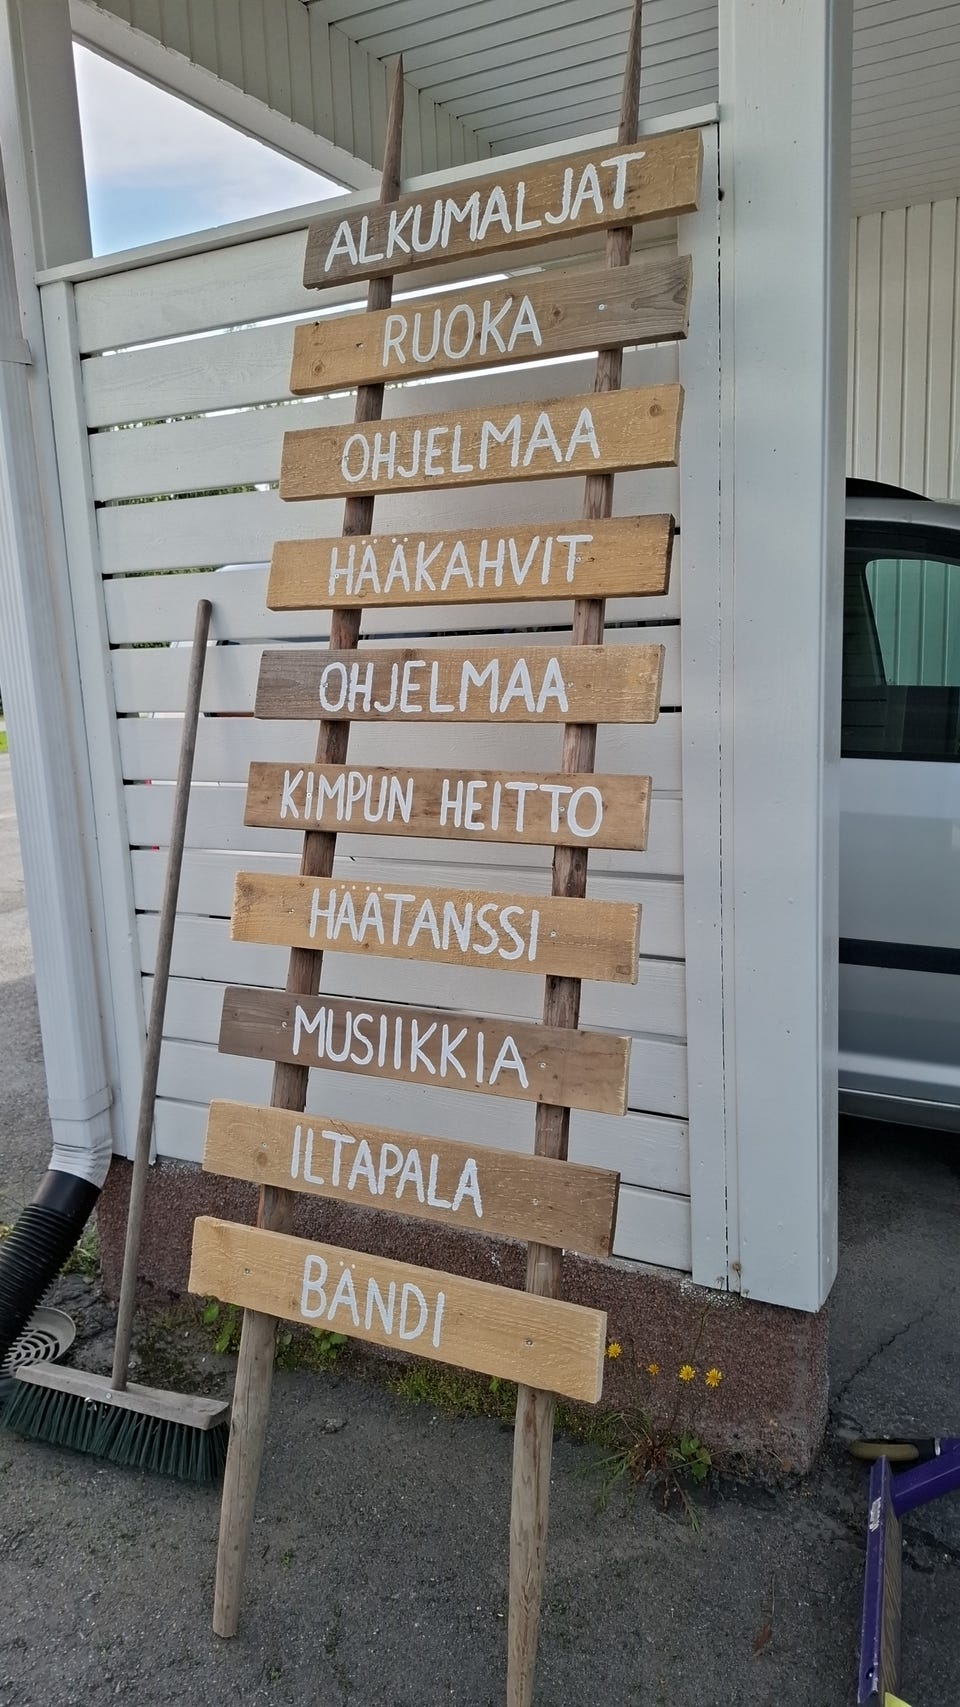 ALKUMALJAT
RUOKA
OHJELMAA
HÄÄKAHVIT
OHJELMAA
KIMPUN HEITTO
HÄÄTANSSI
MUSIIKKIA
ILTAPALA
BÄNDI